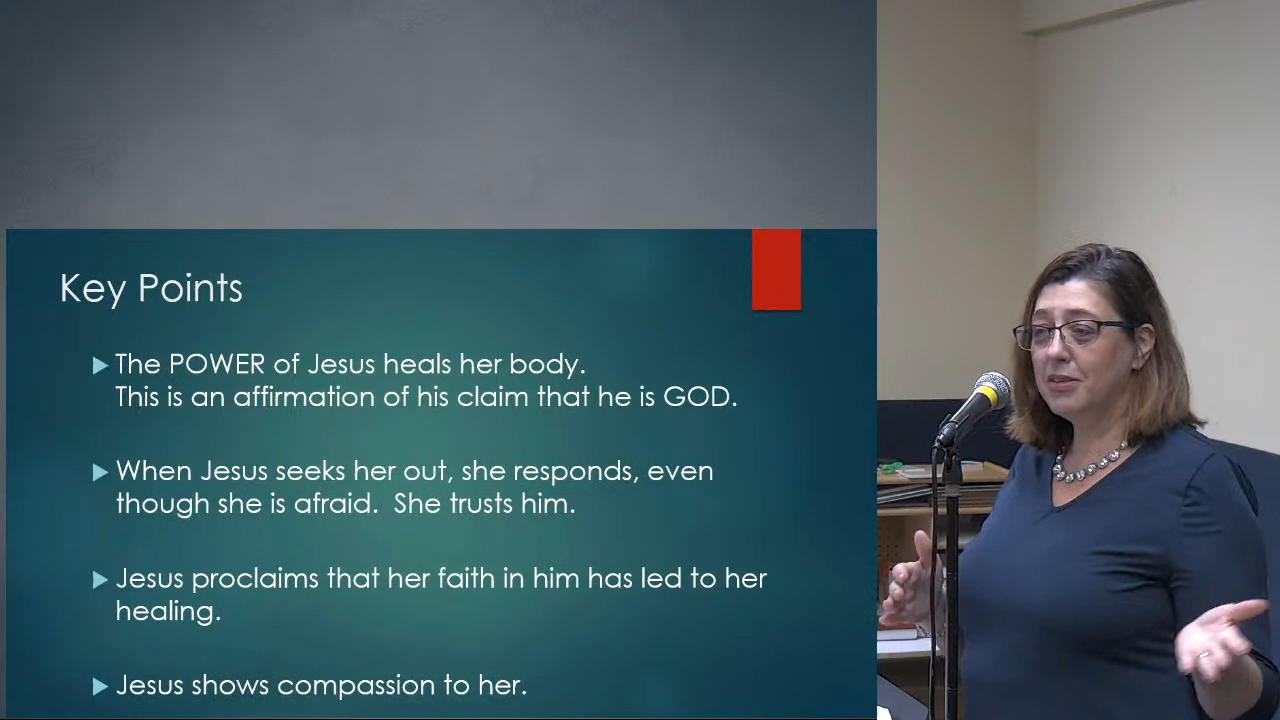 Key Points
The POWER of Jesus heals her body.
This is an affirmation of his claim that he is GOD.
When Jesus seeks her out, she responds, even
though she is afraid.  She trusts him.
Jesus proclaims that her faith in him has led to her
healing.
Jesus shows compassion to her.